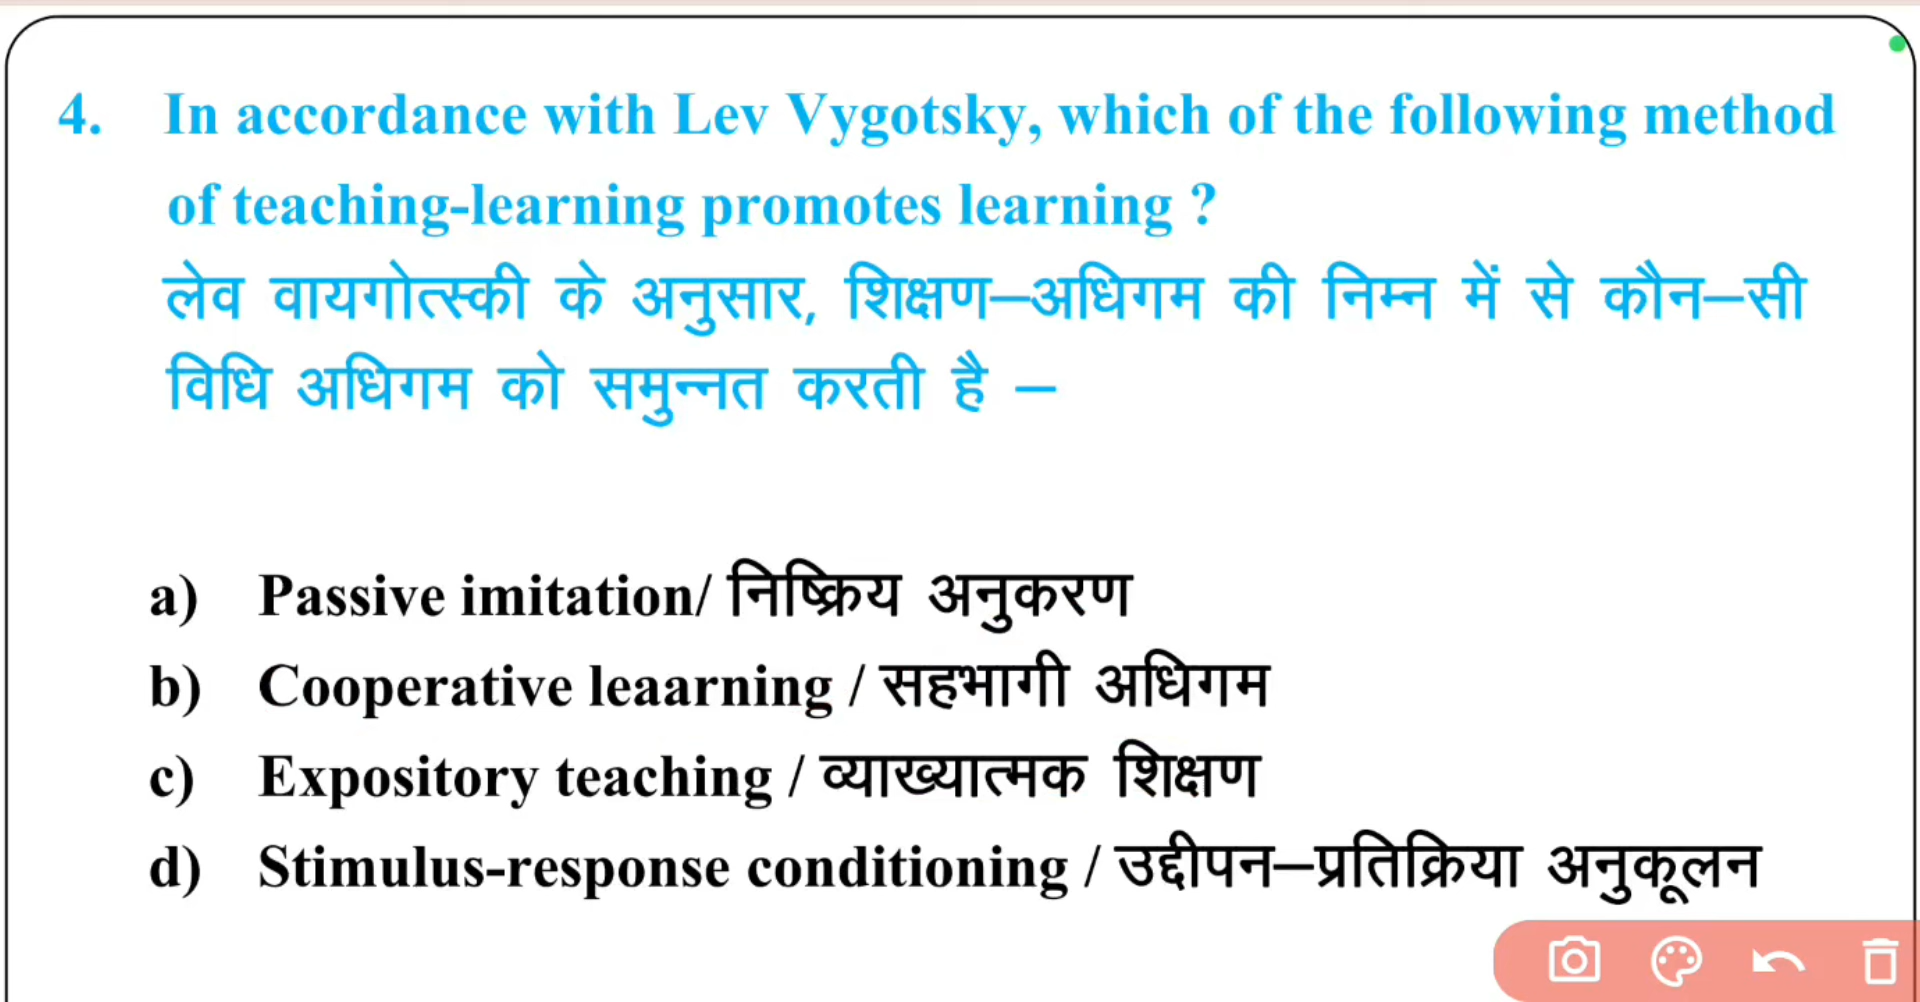 4. In accordance with Lev Vygotsky, which of the following method
of teaching-learning promotes learning ?
लेव वायगोत्स्की के अनुसार, शिक्षण–अधिगम की निम्न में से कौन–सी
विधि अधिगम को समुन्नत करती है –
a) Passive imitation/ निष्क्रिय अनुकरण
b) Cooperative leaarning / सहभागी अधिगम
c) Expository teaching / व्याख्यात्मक शिक्षण
d) Stimulus-response conditioning / उद्दीपन–प्रतिक्रिया अनुकूलन